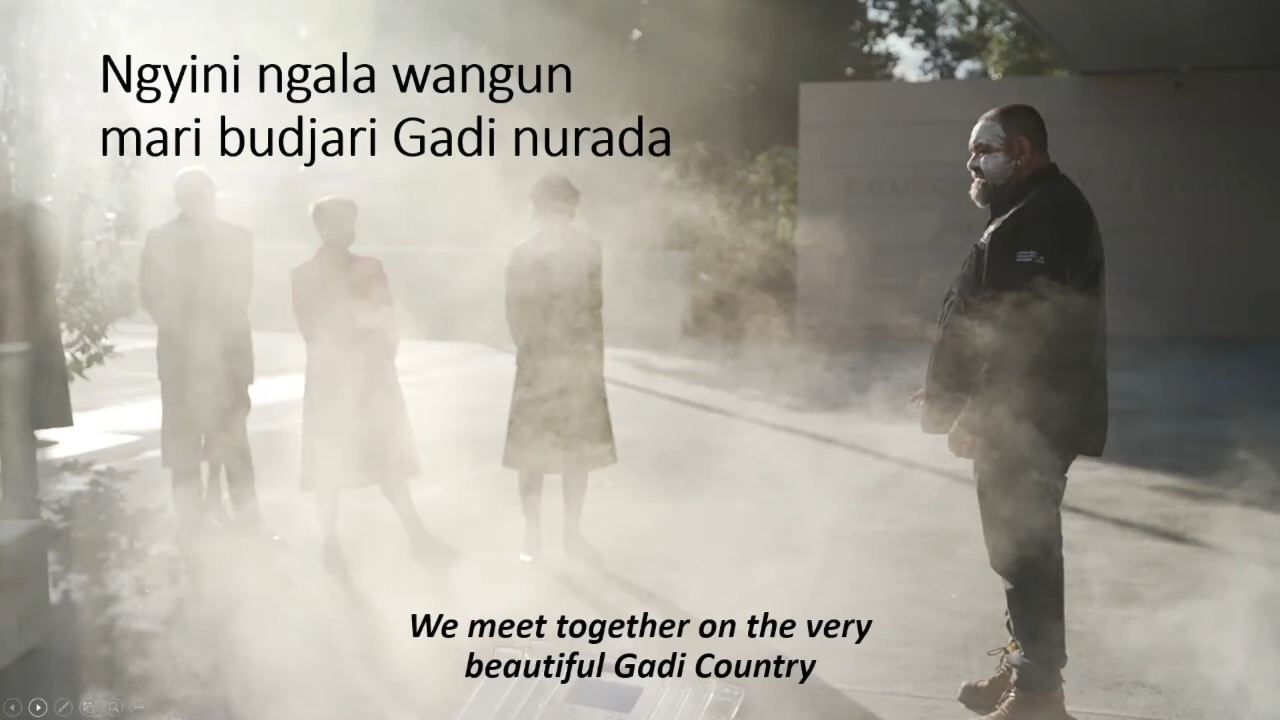 Ngyini ngala wangun
mari budjari Gadi nurada
We meet together on the very
beautiful Gadi Country